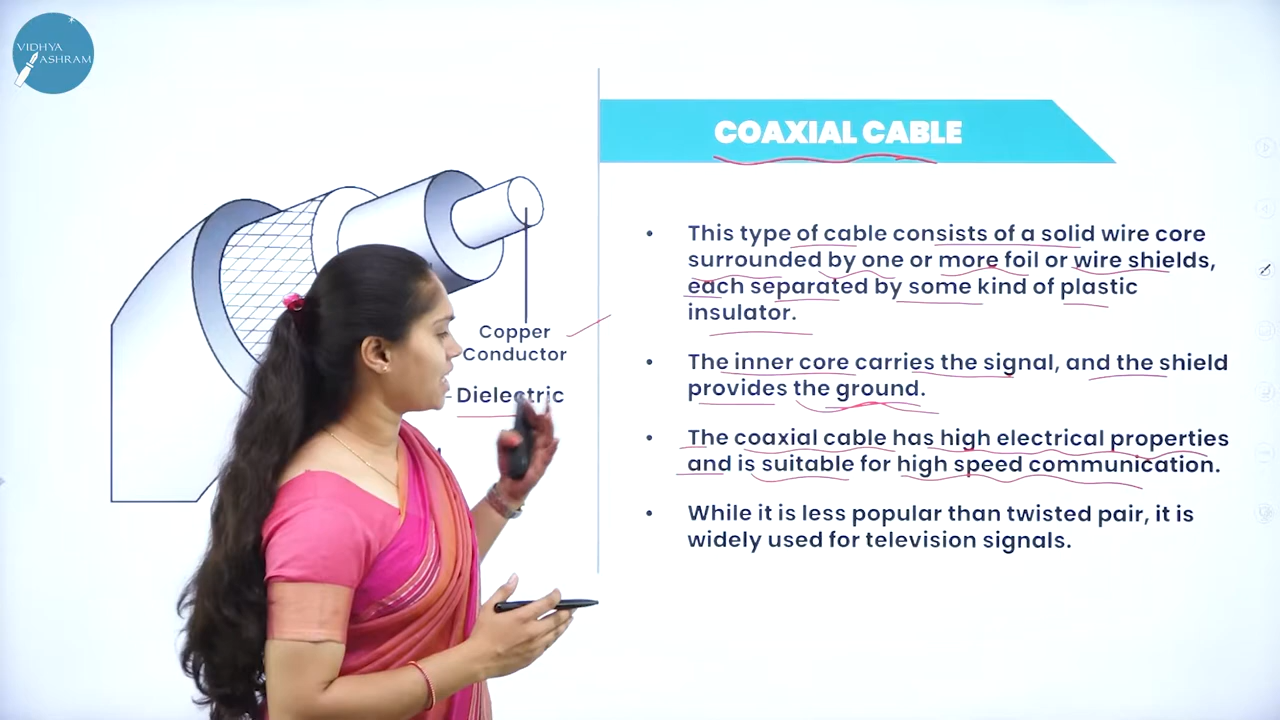 VIDHYA
ASHRAM
COAXIAL CABLE
Copper
Conductor
Dielectric
• This type of cable consists of a solid wire core
surrounded by one or more foil or wire shields,
each separated by some kind of plastic
insulator.
• The inner core carries the signal, and the shield
provides the ground.
• The coaxial cable has high electrical properties
and is suitable for high speed communication.
• While it is less popular than twisted pair, it is
widely used for television signals.